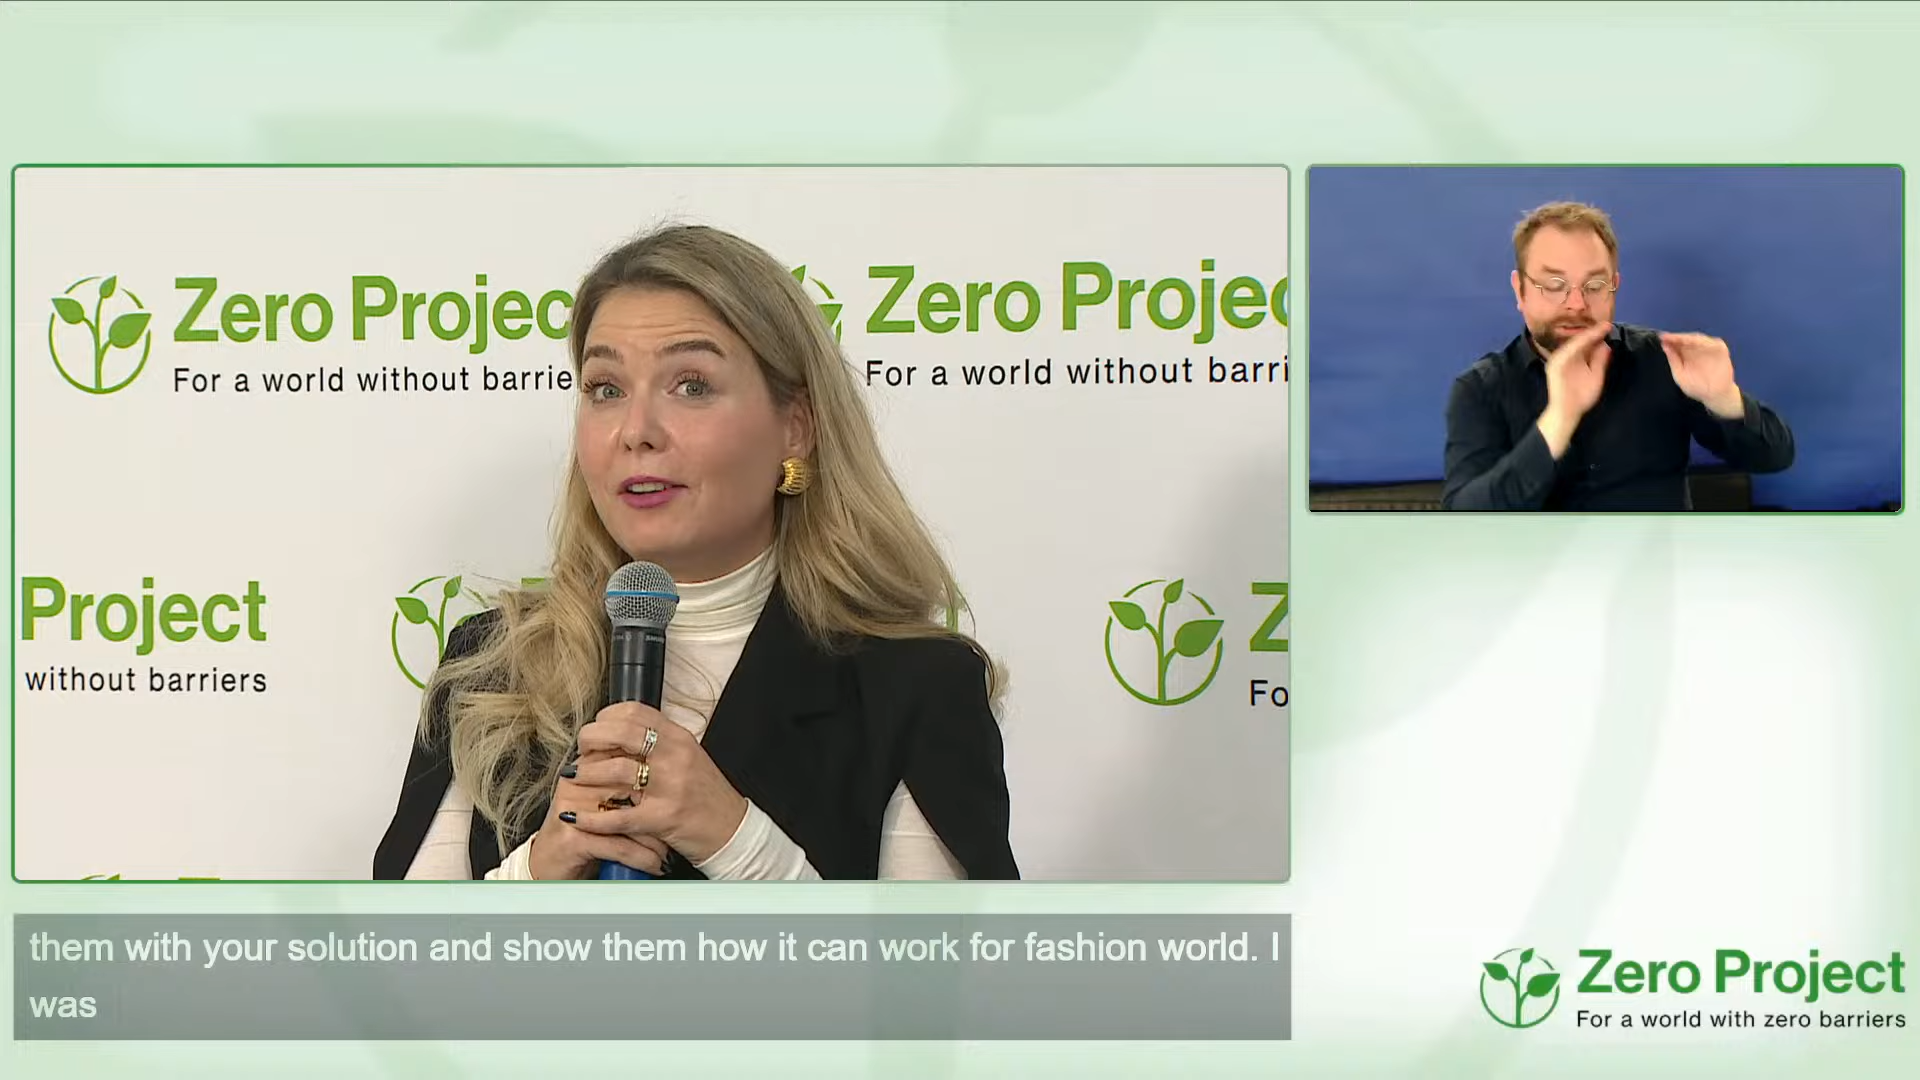 Zero Projec
For a world without barrie
Zero Projec
For a world without barri
Project
without barriers
Z
Fo
them with your solution and show them how it can work for fashion world. I
was
Zero Project
For a world with zero barriers